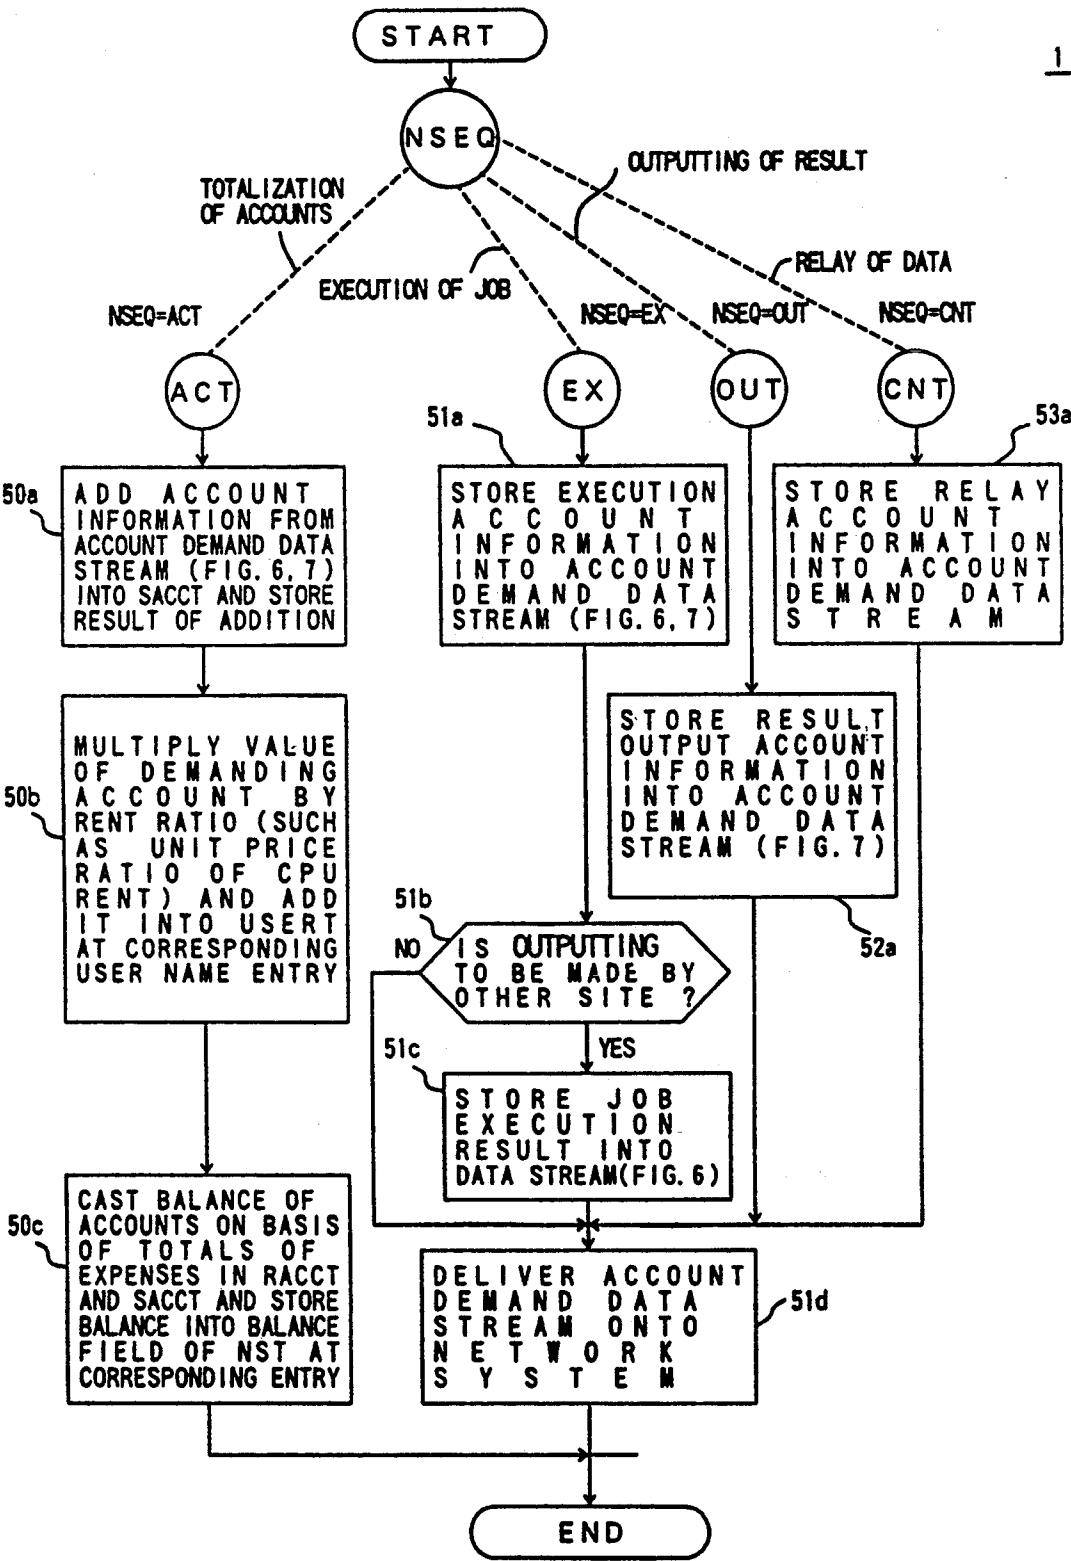 START
1
NSEQ
OUTPUTTING OF RESULT
TOTALIZATION
OF ACCOUNTS
RELAY OF DATA
EXECUTION OF JOB
NSEQ=ACT
NSEQ=EX
NSEQ=OUT
NSEQ=CNT
ACT
EX
OUT
CNT
50a
ADD ACCOUNT
INFORMATION FROM
ACCOUNT DEMAND DATA
STREAM (FIG. 6, 7)
INTO SACCT AND STORE
RESULT OF ADDITION
51a
STORE EXECUTION
ACCOUNT
INFORMATION
INTO ACCOUNT
DEMAND DATA
STREAM (FIG. 6, 7)
53a
STORE RELAY
ACCOUNT
INFORMATION
INTO ACCOUNT
DEMAND DATA
STREAM
50b
MULTIPLY VALUE
OF DEMANDING
ACCOUNT BY
RENT RATIO (SUCH
AS UNIT PRICE
RATIO OF CPU
RENT) AND ADD
IT INTO USERT
AT CORRESPONDING
USER NAME ENTRY
STORE RESULT
OUTPUT ACCOUNT
INFORMATION
INTO ACCOUNT
DEMAND DATA
STREAM (FIG. 7)
52a
51b
NO
IS OUTPUTTING
TO BE MADE BY
OTHER SITE ?
YES
51c
STORE JOB
EXECUTION
RESULT INTO
DATA STREAM(FIG. 6)
50c
CAST BALANCE OF
ACCOUNTS ON BASIS
OF TOTALS OF
EXPENSES IN RACCT
AND SACCT AND STORE
BALANCE INTO BALANCE
FIELD OF NST AT
CORRESPONDING ENTRY
DELIVER ACCOUNT
DEMAND DATA
STREAM ONTO
NETWORK
SYSTEM
51d
END